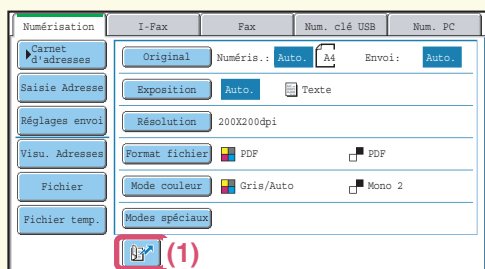 Numérisation I-Fax Fax Num. clé USB Num. PC
Carnet d'adresses
Original Numéris.: Auto. A4 Envoi: Auto.
Saisie Adresse
Exposition Auto. Texte
Réglages envoi
Résolution 200X200dpi
Visu. Adresses
Format fichier PDF PDF
Fichier
Mode couleur Gris/Auto Mono 2
Fichier temp.
Modes spéciaux
(1)